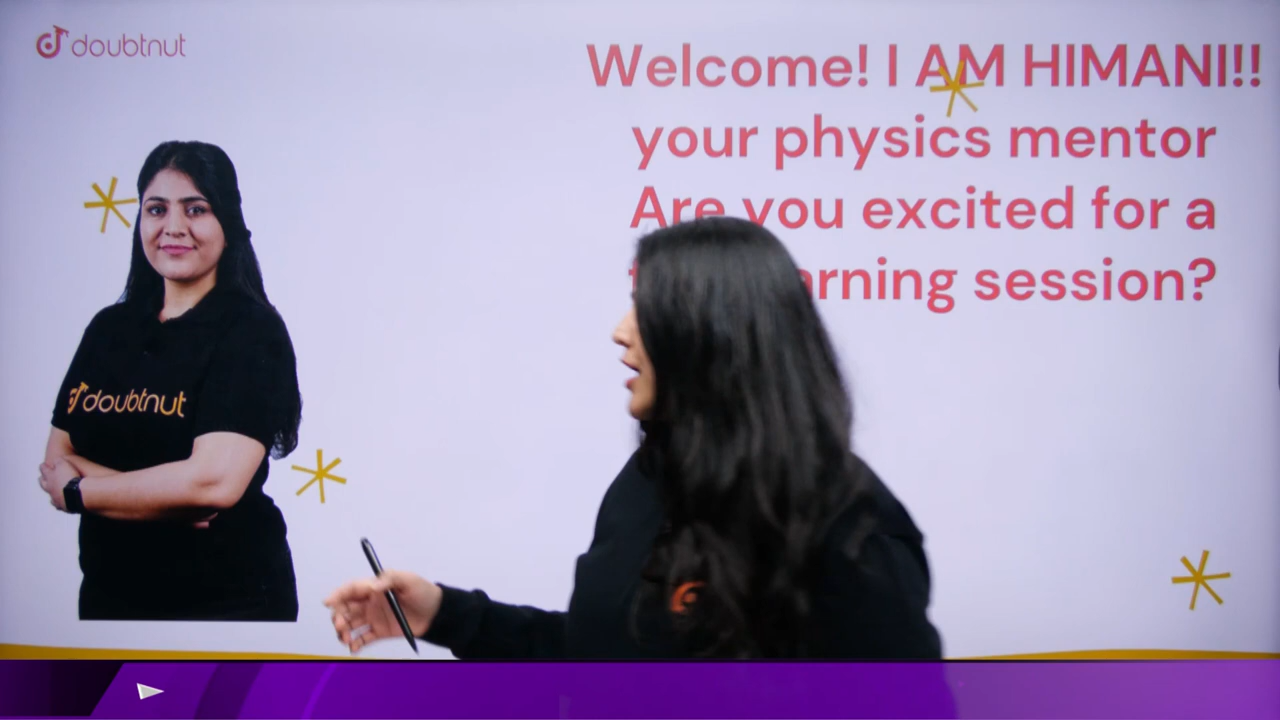 doubtnut
Welcome! I AM HIMANI!!
your physics mentor
Are you excited for a
session?
doubtnut